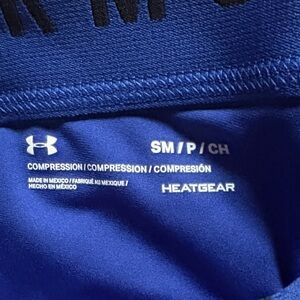 R M O
SM / P / CH
COMPRESSION / COMPRESSION / COMPRESIÓN
MADE IN MEXICO / FABRIQUÉ AU MEXIQUE /
HECHO EN MÉXICO
HEATGEAR